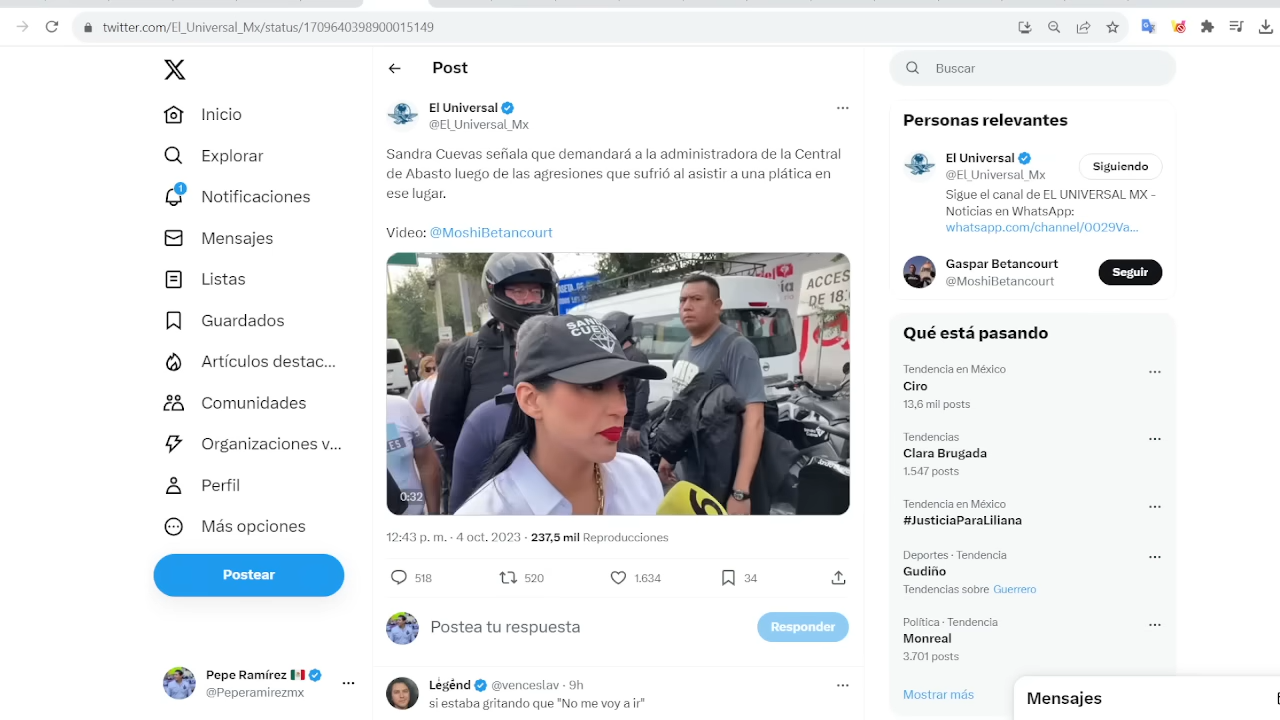 twitter.com/El_Universal_Mx/status/1709640398900015149
Inicio
Explorar
1
Notificaciones
Mensajes
Listas
Guardados
Artículos destac...
Comunidades
Organizaciones v...
Perfil
Más opciones
Postear
Pepe Ramírez
@Peperamirezmx
Post
El Universal
@El_Universal_Mx
Sandra Cuevas señala que demandará a la administradora de la Central
de Abasto luego de las agresiones que sufrió al asistir a una plática en
ese lugar.
Video: @MoshiBetancourt
ACCES
DE 18:
0:32
12:43 p. m. · 4 oct. 2023 · 237,5 mil Reproducciones
518
520
1.634
34
Postea tu respuesta
Responder
Légénd @venceslav · 9h
si estaba gritando que "No me voy a ir"
Buscar
Personas relevantes
El Universal
@El_Universal_Mx
Siguiendo
Sigue el canal de EL UNIVERSAL MX -
Noticias en WhatsApp:
whatsapp.com/channel/0029Va...
Gaspar Betancourt
@MoshiBetancourt
Seguir
Qué está pasando
Tendencia en México
Ciro
13,6 mil posts
Tendencias
Clara Brugada
1.547 posts
Tendencia en México
#JusticiaParaLiliana
Deportes · Tendencia
Gudiño
Tendencias sobre Guerrero
Política · Tendencia
Monreal
3.701 posts
Mostrar más
Mensajes